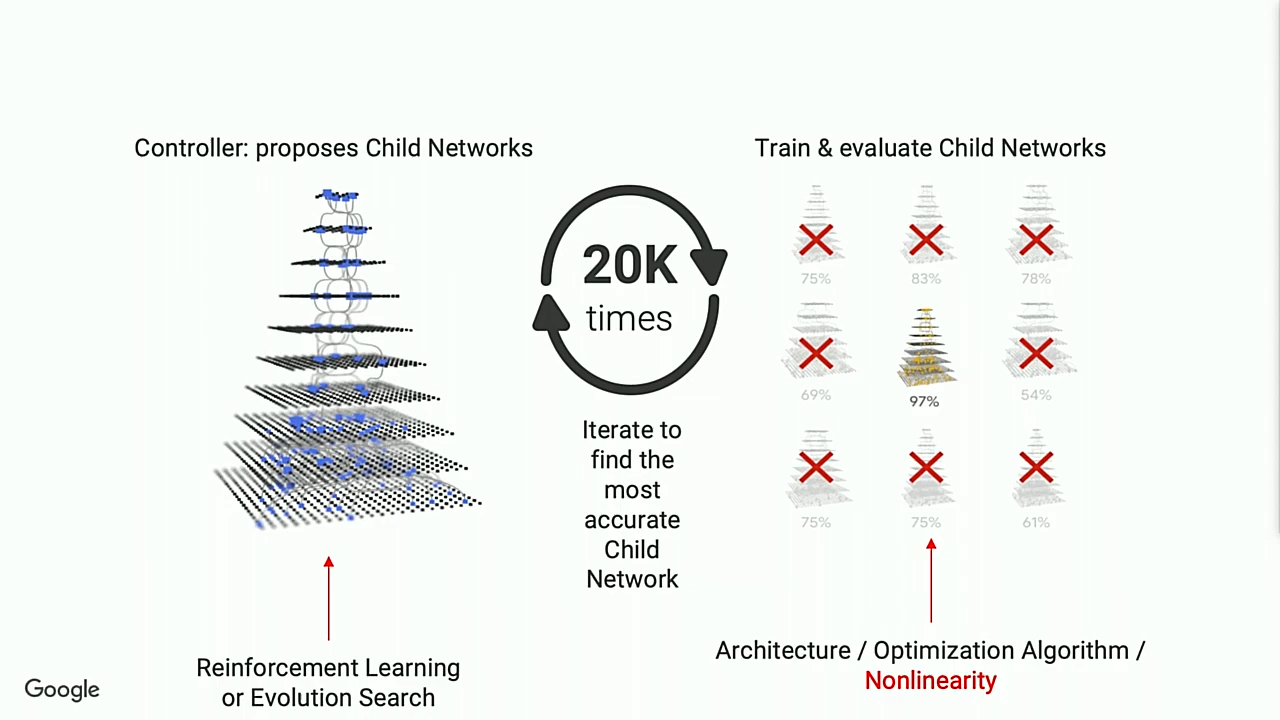 Controller: proposes Child Networks
Train & evaluate Child Networks
20K
times
75%
83%
78%
69%
97%
54%
75%
75%
61%
Iterate to
find the
most
accurate
Child
Network
Reinforcement Learning
or Evolution Search
Architecture / Optimization Algorithm /
Nonlinearity
Google